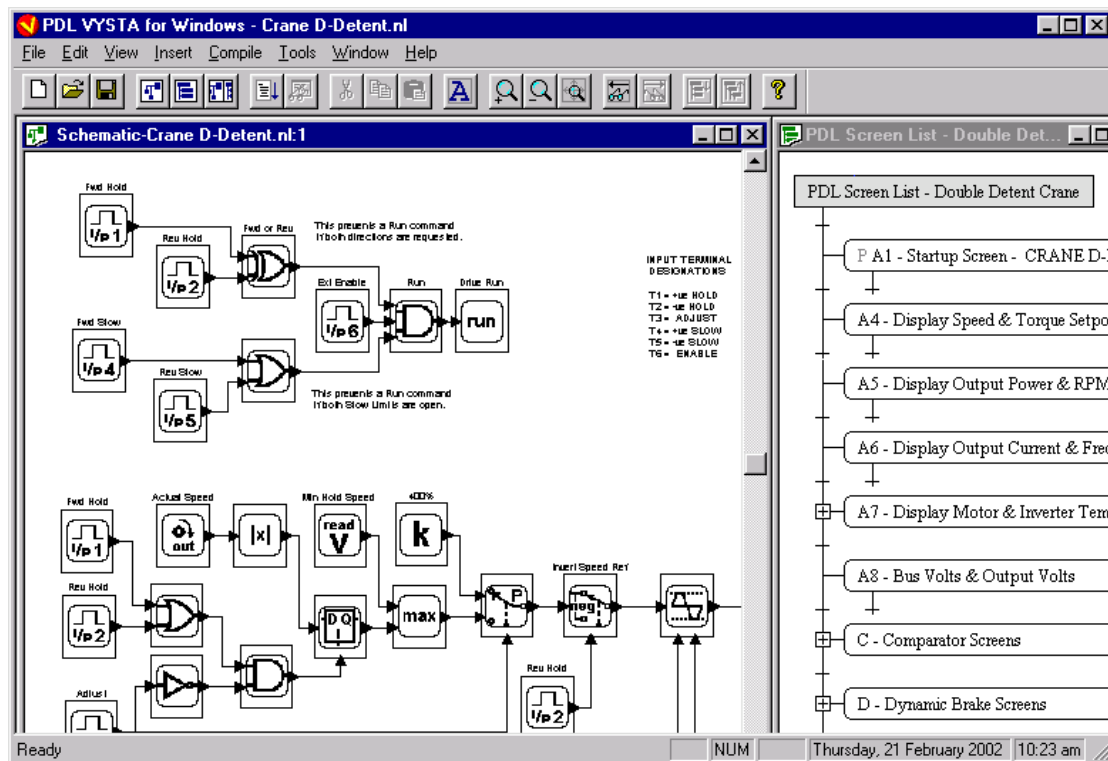 PDL VYSTA for Windows - Crane D-Detent.nl
File Edit View Insert Compile Tools Window Help
Schematic-Crane D-Detent.nl:1
Fwd Hold
I/p 1
Rev Hold
I/p 2
Fwd or Rev
This prevents a Run command
if both directions are requested.
Ext Enable
I/p 6
Run
Drive Run
run
Fwd Slow
I/p 4
Rev Slow
I/p 5
This prevents a Run command
if both Slow Limits are open.
INPUT TERMINAL
DESIGNATIONS
T1 = +ve HOLD
T2 = -ve HOLD
T3 = ADJUST
T4 = +ve SLOW
T5 = -ve SLOW
T6 = ENABLE
Fwd Hold
I/p 1
Actual Speed
out
|x|
Min Hold Speed
read
V
400%
k
Rev Hold
I/p 2
D Q
max
P
Invert Speed Ref
neg
Rev Hold
I/p 2
Adjust
PDL Screen List - Double Det...
PDL Screen List - Double Detent Crane
P A1 - Startup Screen - CRANE D-
A4 - Display Speed & Torque Setpo
A5 - Display Output Power & RPM
A6 - Display Output Current & Fre
A7 - Display Motor & Inverter Tem
A8 - Bus Volts & Output Volts
C - Comparator Screens
D - Dynamic Brake Screens
Ready
NUM
Thursday, 21 February 2002
10:23 am